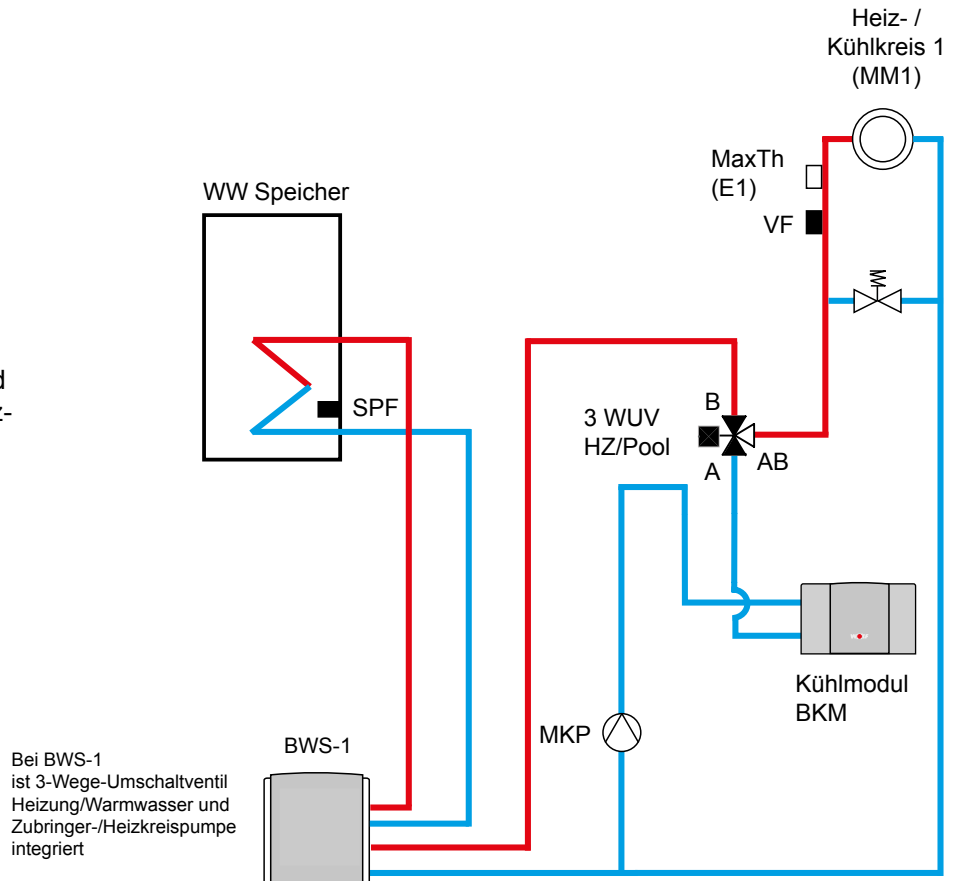 Heiz- /
Kühlkreis 1
(MM1)
MaxTh
(E1)
WW Speicher
VF
d
z-
SPF
B
3 WUV
HZ/Pool
AB
A
Kühlmodul
BKM
MKP
BWS-1
Bei BWS-1
ist 3-Wege-Umschaltventil
Heizung/Warmwasser und
Zubringer-/Heizkreispumpe
integriert